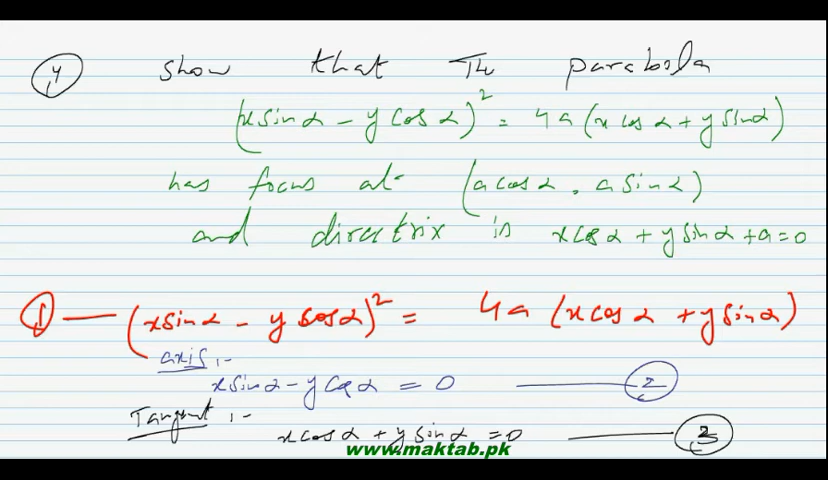 4 show that The parabola
(x sin α - y cos α)² = 4a (x cos α + y sin α)
has focus at (a cos α , a sin α)
and directrix is x cos α + y sin α + a = 0
① — (x sin α - y cos α)² = 4a (x cos α + y sin α)
axis :-
x sin α - y cos α = 0 — ②
Tangent :-
x cos α + y sin α = 0 — ③
www.maktab.pk